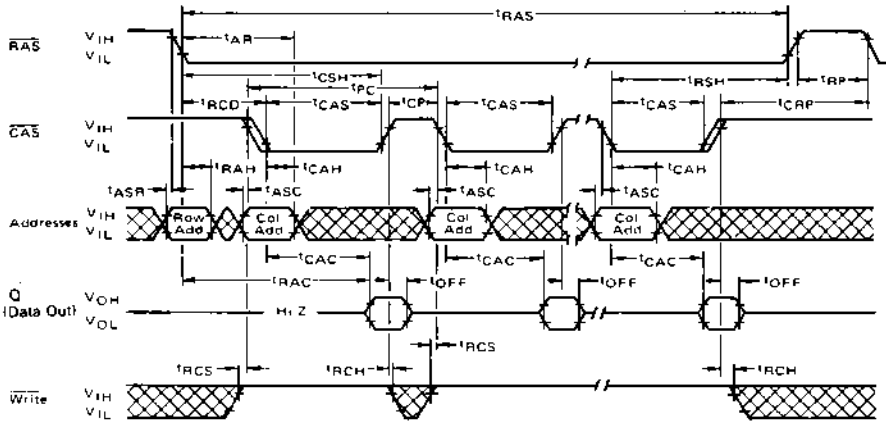 tRAS
RAS
VIH
VIL
tAR
tCSH
tPC
tRSH
tRP
tRCD
tCAS
tCP
tCAS
tCAS
tCRP
CAS
VIH
VIL
tRAH
tCAH
tCAH
tCAH
tASR
tASC
tASC
tASC
Addresses
VIH
VIL
Row Add
Col Add
Col Add
Col Add
tCAC
tCAC
tCAC
tRAC
tOFF
tOFF
tOFF
Q
(Data Out)
VOH
VOL
Hi Z
tRCS
tRCS
tRCH
tRCH
Write
VIH
VIL